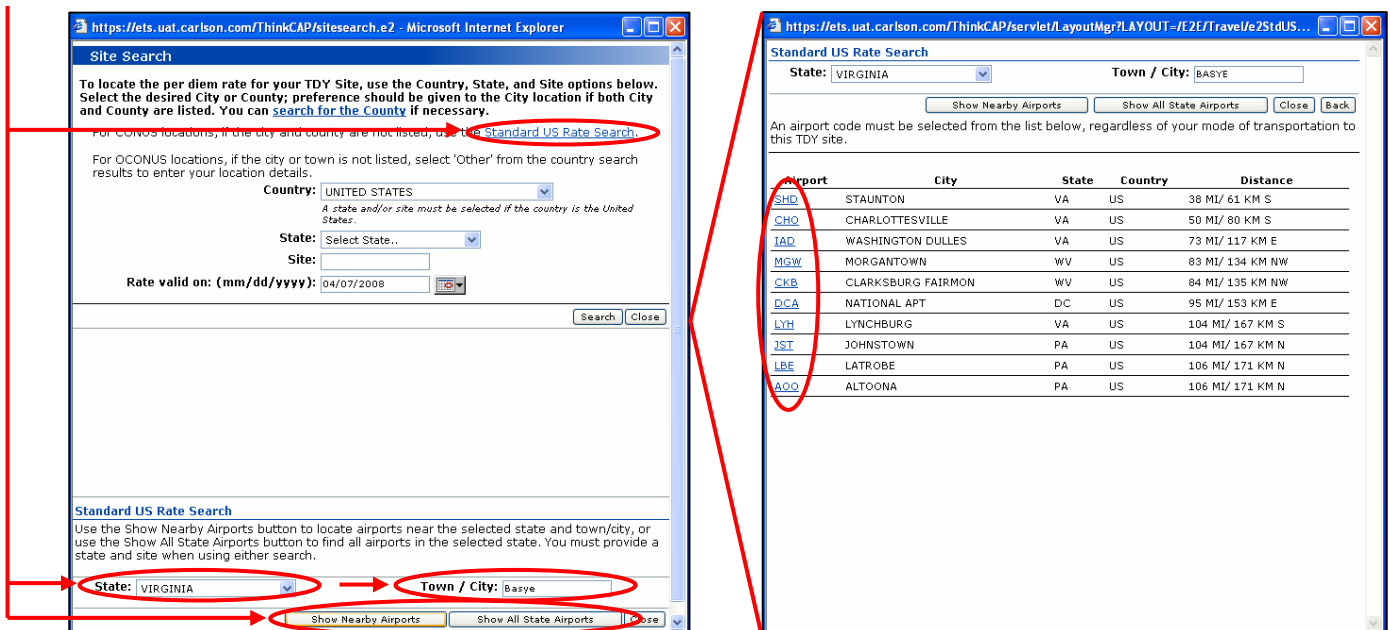 https://ets.uat.carlson.com/ThinkCAP/sitesearch.e2 - Microsoft Internet Explorer
Site Search
To locate the per diem rate for your TDY Site, use the Country, State, and Site options below.
Select the desired City or County; preference should be given to the City location if both City
and County are listed. You can search for the County if necessary.
For CONUS locations, if the city and county are not listed, use the Standard US Rate Search.
For OCONUS locations, if the city or town is not listed, select 'Other' from the country search
results to enter your location details.
Country: UNITED STATES
A state and/or site must be selected if the country is the United
States.
State: Select State..
Site:
Rate valid on: (mm/dd/yyyy): 04/07/2008
Search Close
Standard US Rate Search
Use the Show Nearby Airports button to locate airports near the selected state and town/city, or
use the Show All State Airports button to find all airports in the selected state. You must provide a
state and site when using either search.
State: VIRGINIA Town / City: Basye
Show Nearby Airports Show All State Airports Close
https://ets.uat.carlson.com/ThinkCAP/servlet/LayoutMgr?LAYOUT=/E2E/Travel/e2StdUS...
Standard US Rate Search
State: VIRGINIA Town / City: BASYE
Show Nearby Airports Show All State Airports Close Back
An airport code must be selected from the list below, regardless of your mode of transportation to
this TDY site.
Airport City State Country Distance
SHD STAUNTON VA US 38 MI/ 61 KM S
CHO CHARLOTTESVILLE VA US 50 MI/ 80 KM S
IAD WASHINGTON DULLES VA US 73 MI/ 117 KM E
MGW MORGANTOWN WV US 83 MI/ 134 KM NW
CKB CLARKSBURG FAIRMON WV US 84 MI/ 135 KM NW
DCA NATIONAL APT DC US 95 MI/ 153 KM E
LYH LYNCHBURG VA US 104 MI/ 167 KM S
JST JOHNSTOWN PA US 104 MI/ 167 KM N
LBE LATROBE PA US 106 MI/ 171 KM N
AOO ALTOONA PA US 106 MI/ 171 KM N